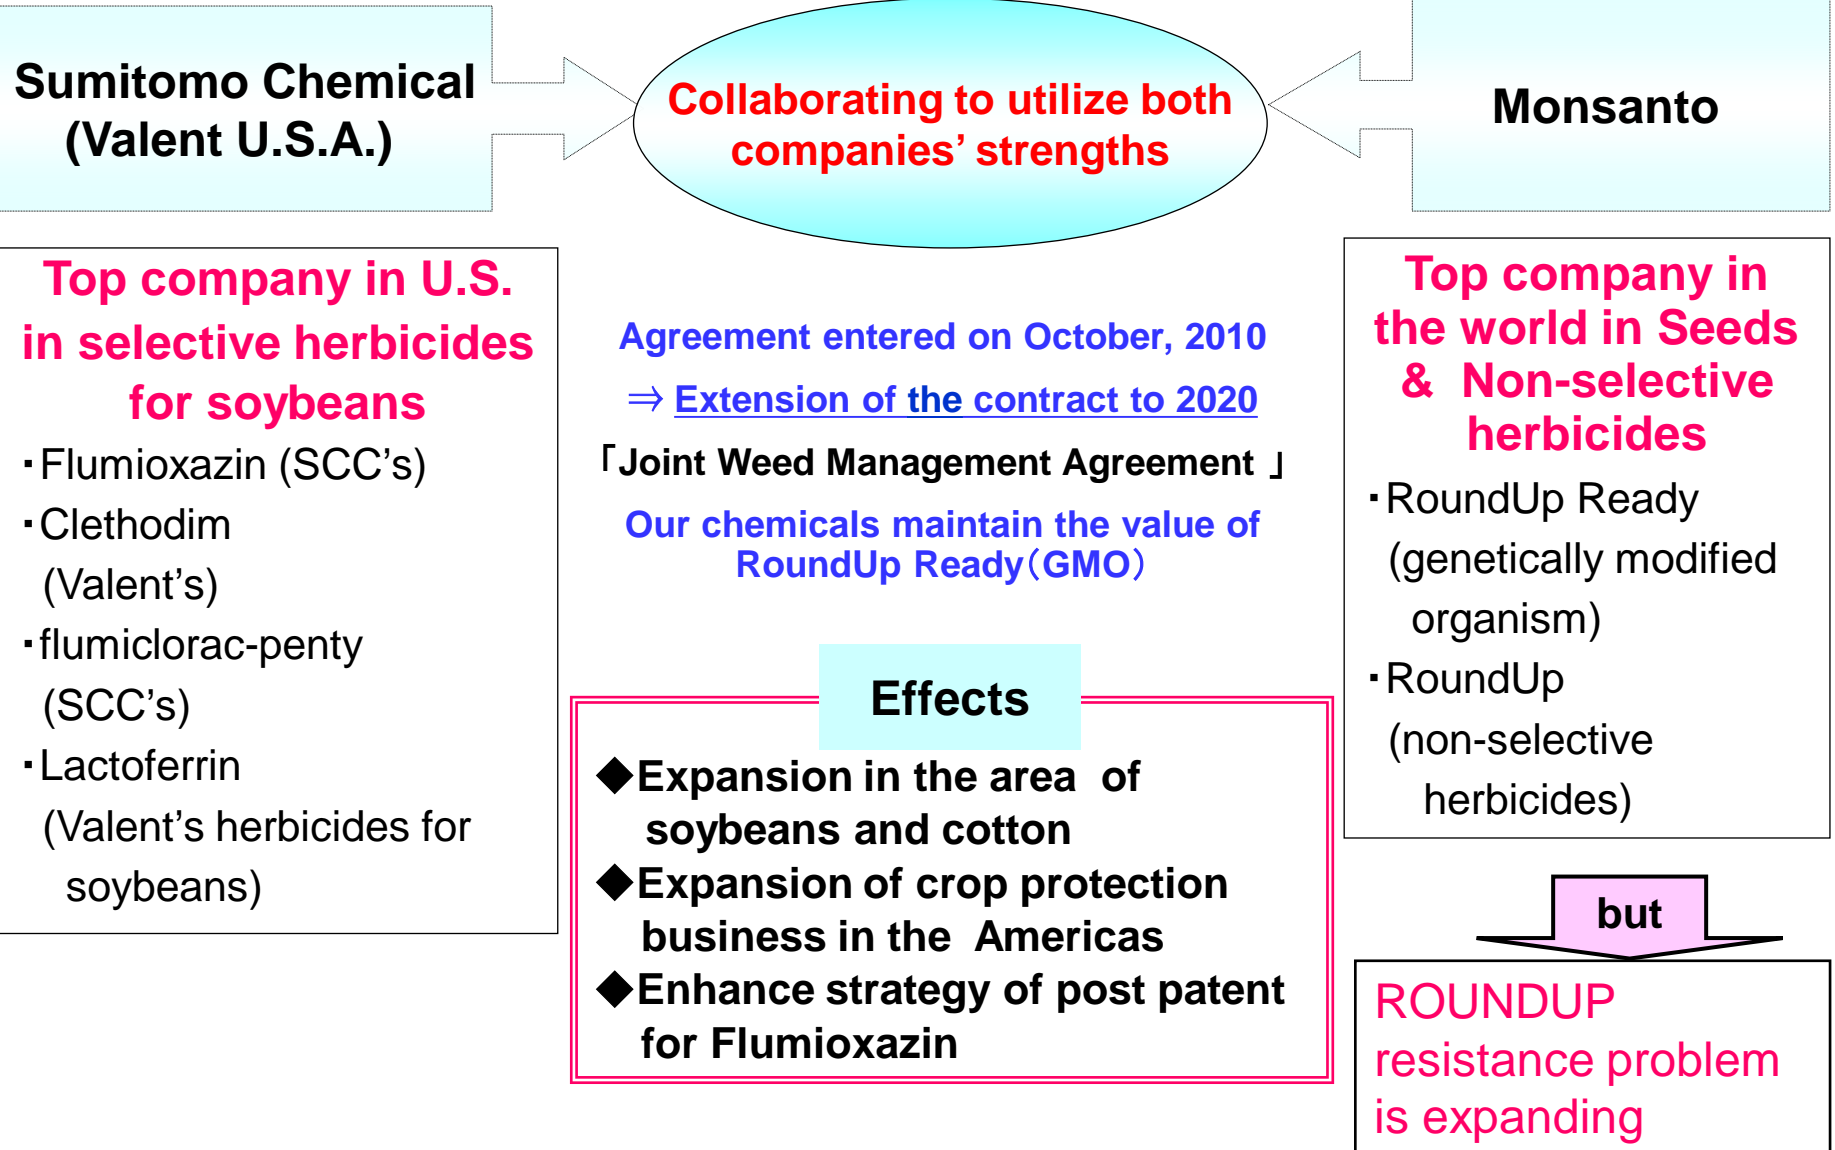 Sumitomo Chemical
(Valent U.S.A.)
Collaborating to utilize both
companies’ strengths
Monsanto
Top company in U.S.
in selective herbicides
for soybeans
・Flumioxazin (SCC’s)
・Clethodim
(Valent’s)
・flumiclorac-penty
(SCC’s)
・Lactoferrin
(Valent’s herbicides for
soybeans)
Agreement entered on October, 2010
⇒ Extension of the contract to 2020
「Joint Weed Management Agreement 」
Our chemicals maintain the value of
RoundUp Ready（GMO）
Effects
◆Expansion in the area of
soybeans and cotton
◆Expansion of crop protection
business in the Americas
◆Enhance strategy of post patent
for Flumioxazin
Top company in
the world in Seeds
& Non-selective
herbicides
・RoundUp Ready
(genetically modified
organism)
・RoundUp
(non-selective
herbicides)
but
ROUNDUP
resistance problem
is expanding